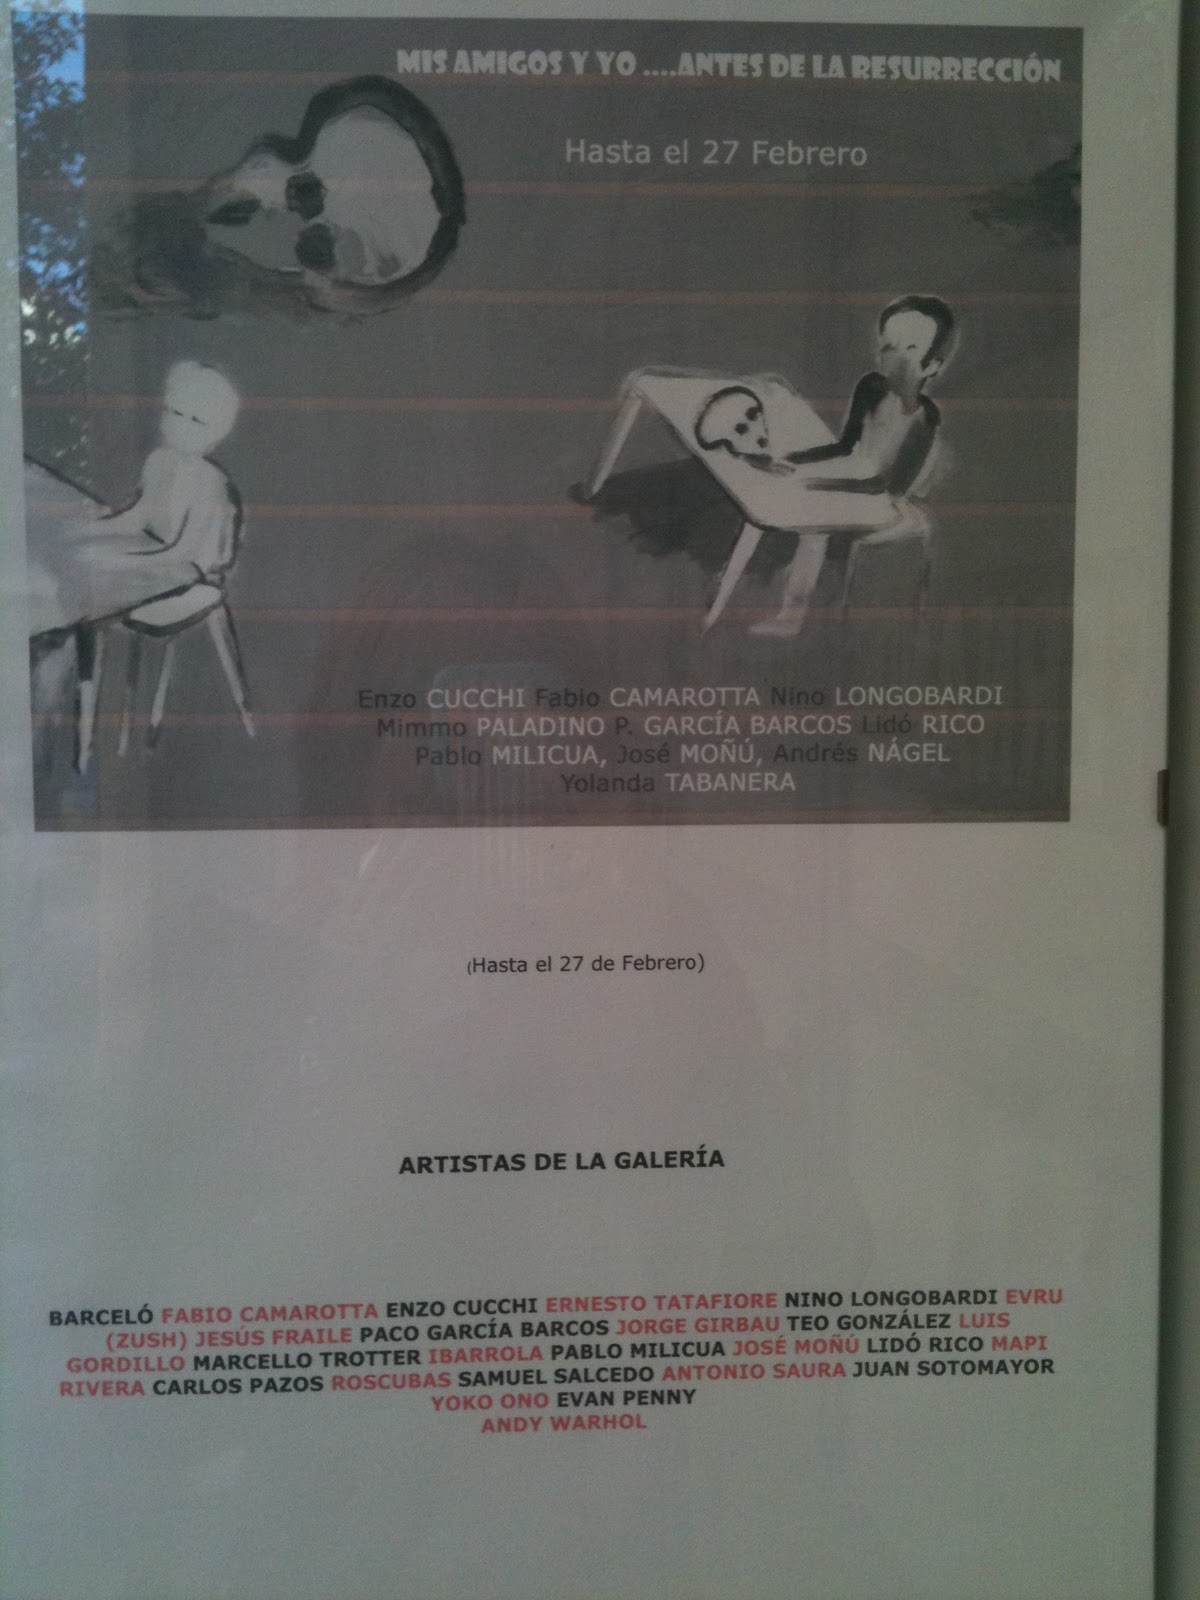 MIS AMIGOS Y YO ....ANTES DE LA RESURRECCIÓN
Hasta el 27 Febrero
Enzo CUCCHI Fabio CAMAROTTA Nino LONGOBARDI
Mimmo PALADINO P. GARCÍA BARCOS Lidó RICO
Pablo MILICUA, José MOÑÚ, Andrés NÁGEL
Yolanda TABANERA
(Hasta el 27 de Febrero)
ARTISTAS DE LA GALERÍA
BARCELÓ FABIO CAMAROTTA ENZO CUCCHI ERNESTO TATAFIORE NINO LONGOBARDI EVRU
(ZUSH) JESÚS FRAILE PACO GARCÍA BARCOS JORGE GIRBAU TEO GONZÁLEZ LUIS
GORDILLO MARCELLO TROTTER IBARROLA PABLO MILICUA JOSÉ MOÑÚ LIDÓ RICO MAPI
RIVERA CARLOS PAZOS ROSCUBAS SAMUEL SALCEDO ANTONIO SAURA JUAN SOTOMAYOR
YOKO ONO EVAN PENNY
ANDY WARHOL